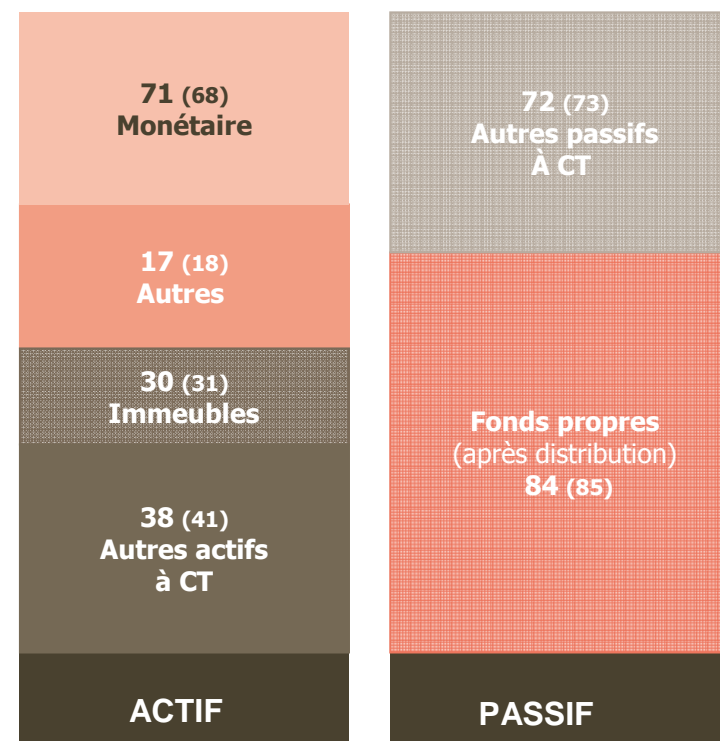 71 (68)
Monétaire
17 (18)
Autres
30 (31)
Immeubles
38 (41)
Autres actifs
à CT
ACTIF
72 (73)
Autres passifs
À CT
Fonds propres
(après distribution)
84 (85)
PASSIF